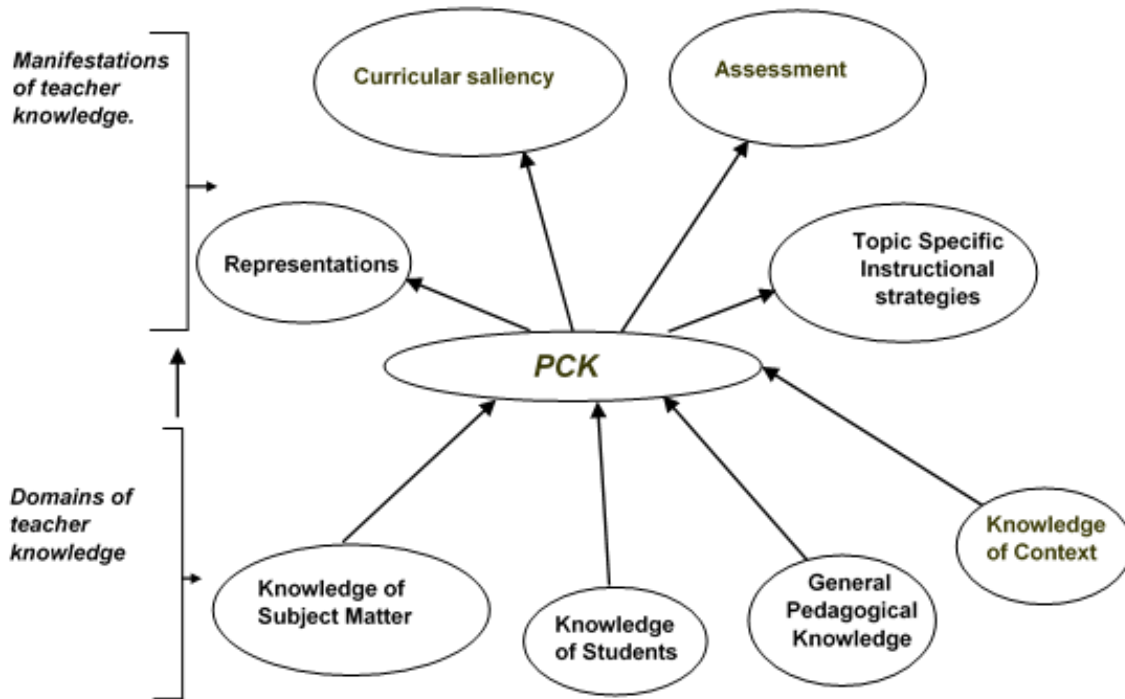 Manifestations
of teacher
knowledge.
Curricular saliency
Assessment
Representations
Topic Specific
Instructional
strategies
PCK
Domains of
teacher
knowledge
Knowledge of
Subject Matter
Knowledge
of Students
General
Pedagogical
Knowledge
Knowledge
of Context